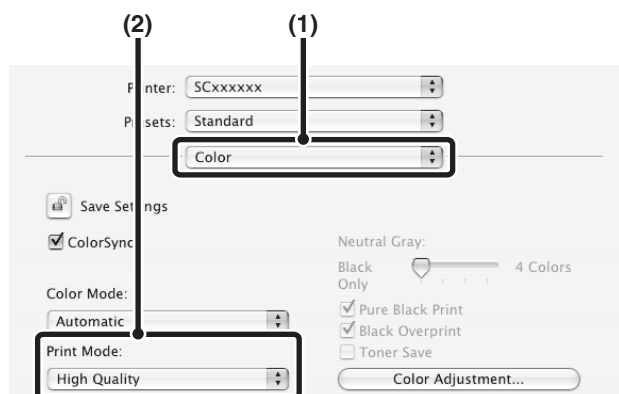 (2) (1)
Printer: SCxxxxxx
Presets: Standard
Color
Save Settings
ColorSync
Neutral Gray:
Black Only 4 Colors
Color Mode:
Automatic
Pure Black Print
Black Overprint
Print Mode:
Toner Save
High Quality
Color Adjustment...